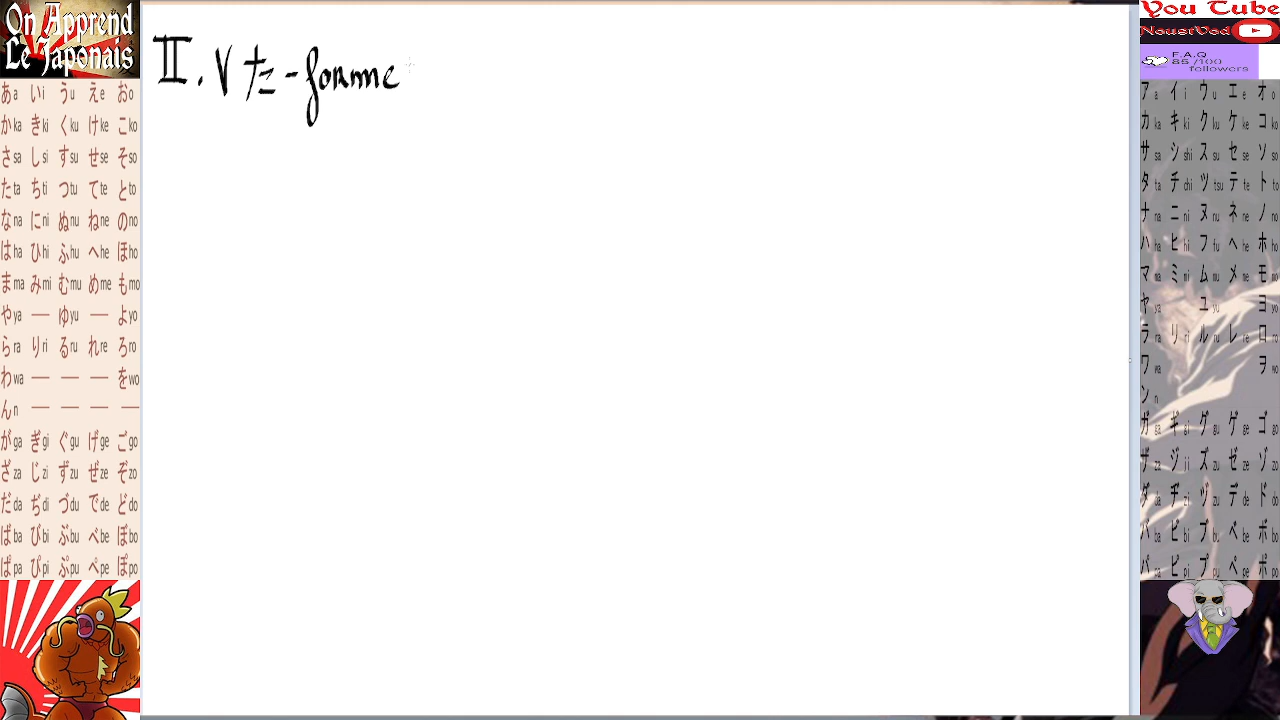 On Apprend
Le Japonais
あa いi うu えe おo
かka きki くku けke こko
さsa しsi すsu せse そso
たta ちti つtu てte とto
なna にni ぬnu ねne のno
はha ひhi ふhu へhe ほho
まma みmi むmu めme もmo
やya — ゆyu — よyo
らra りri るru れre ろro
わwa — — — をwo
んn — — — —
がga ぎgi ぐgu げge ごgo
ざza じzi ずzu ぜze ぞzo
だda ぢdi づdu でde どdo
ばba びbi ぶbu べbe ぼbo
ぱpa ぴpi ぷpu ぺpe ぽpo
II. V た-forme
You Tube
NousrVod
F.A.Q
85 /100
followers
アa イi ウu エe オo
カka キki クku ケke コko
サsa シshi スsu セse ソso
タta チchi ツtsu テte トto
ナna ニni ヌnu ネne ノno
ハha ヒhi フfu ヘhe ホho
マma ミmi ムmu メme モmo
ヤya ユyu ヨyo
ラra リri ルru レre ロro
ワwa ヲwo
ンn
ガga ギgi グgu ゲge ゴgo
ザza ジji ズzu ゼze ゾzo
ダda ヂzi ヅzu デde ドdo
バba ビbi ブbu ベbe ボbo
パpa ピpi プpu ペpe ポpo